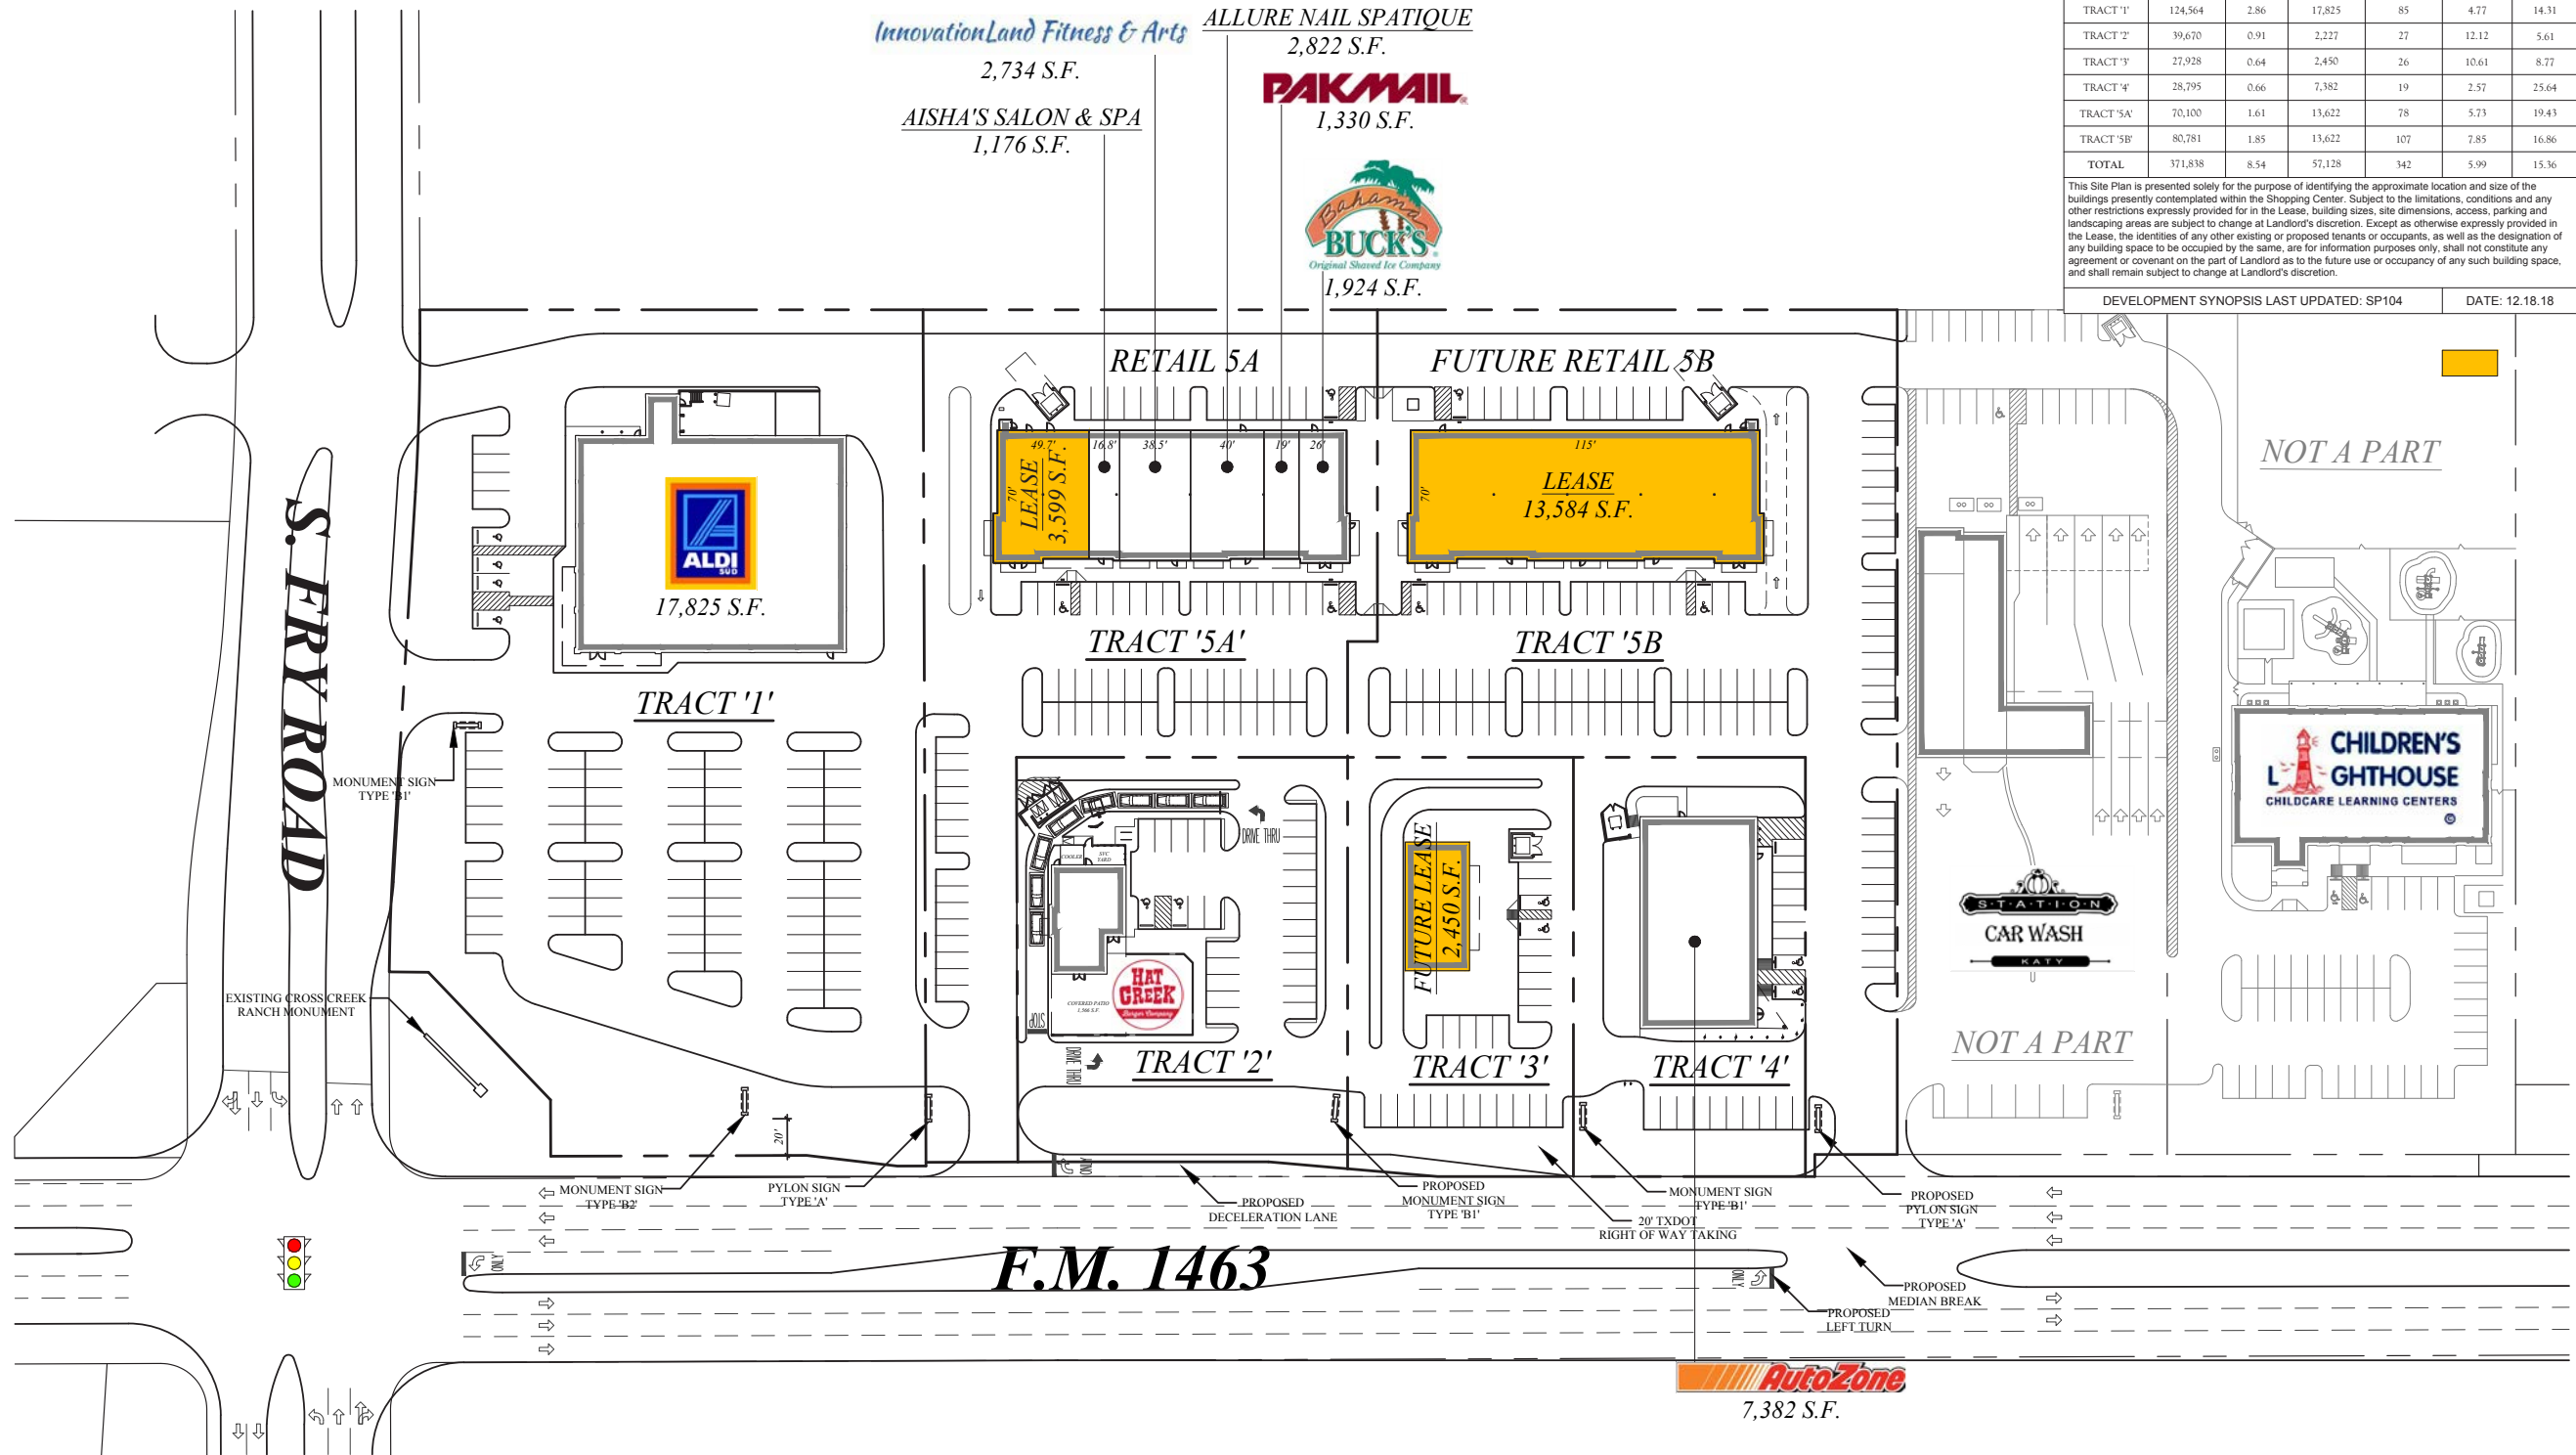 InnovationLand Fitness & Arts
2,734 S.F.
ALLURE NAIL SPATIQUE
2,822 S.F.
PAKMAIL
1,330 S.F.
AISHA'S SALON & SPA
1,176 S.F.
Bahama
BUCK'S
Original Shaved Ice Company
1,924 S.F.
TRACT '1' 124,564 2.86 17,825 85 4.77 14.31
TRACT '2' 39,670 0.91 2,227 27 12.12 5.61
TRACT '3' 27,928 0.64 2,450 26 10.61 8.77
TRACT '4' 28,795 0.66 7,382 19 2.57 25.64
TRACT '5A' 70,100 1.61 13,622 78 5.73 19.43
TRACT '5B' 80,781 1.85 13,622 107 7.85 16.86
TOTAL 371,838 8.54 57,128 342 5.99 15.36
This Site Plan is presented solely for the purpose of identifying the approximate location and size of the
buildings presently contemplated within the Shopping Center. Subject to the limitations, conditions and any
other restrictions expressly provided for in the Lease, building sizes, site dimensions, access, parking and
landscaping areas are subject to change at Landlord's discretion. Except as otherwise expressly provided in
the Lease, the identities of any other existing or proposed tenants or occupants, as well as the designation of
any building space to be occupied by the same, are for information purposes only, shall not constitute any
agreement or covenant on the part of Landlord as to the future use or occupancy of any such building space,
and shall remain subject to change at Landlord's discretion.
DEVELOPMENT SYNOPSIS LAST UPDATED: SP104 DATE: 12.18.18
RETAIL 5A
FUTURE RETAIL 5B
49.7' 16.8' 38.5' 40' 19' 26'
70'
LEASE
3,599 S.F.
115'
70'
LEASE
13,584 S.F.
NOT A PART
ALDI
SÜD
17,825 S.F.
S. FRY ROAD
TRACT '5A'
TRACT '5B
TRACT '1'
MONUMENT SIGN
TYPE 'B1'
CHILDREN'S
L GHTHOUSE
CHILDCARE LEARNING CENTERS
DRIVE THRU
COOLER
SVC
YARD
FUTURE LEASE
2,450 S.F.
S·T·A·T·I·O·N
CAR WASH
KATY
HAT
CREEK
Burger Company
COVERED PATIO
1,566 S.F.
STOP
DRIVE THRU
EXISTING CROSS CREEK
RANCH MONUMENT
TRACT '2'
TRACT '3'
TRACT '4'
NOT A PART
20'
ONLY
MONUMENT SIGN
TYPE 'B2'
PYLON SIGN
TYPE 'A'
PROPOSED
DECELERATION LANE
PROPOSED
MONUMENT SIGN
TYPE 'B1'
20' TXDOT
RIGHT OF WAY TAKING
MONUMENT SIGN
TYPE 'B1'
PROPOSED
PYLON SIGN
TYPE 'A'
ONLY
F.M. 1463
ONLY
PROPOSED
MEDIAN BREAK
PROPOSED
LEFT TURN
AutoZone
7,382 S.F.